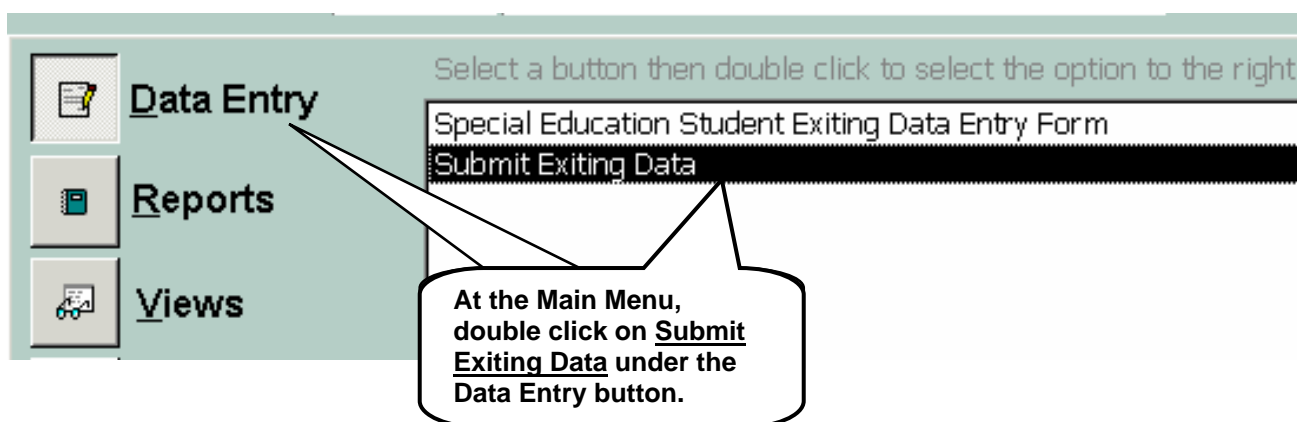 Select a button then double click to select the option to the right
Data Entry
Special Education Student Exiting Data Entry Form
Submit Exiting Data
Reports
Views
At the Main Menu,
double click on Submit
Exiting Data under the
Data Entry button.